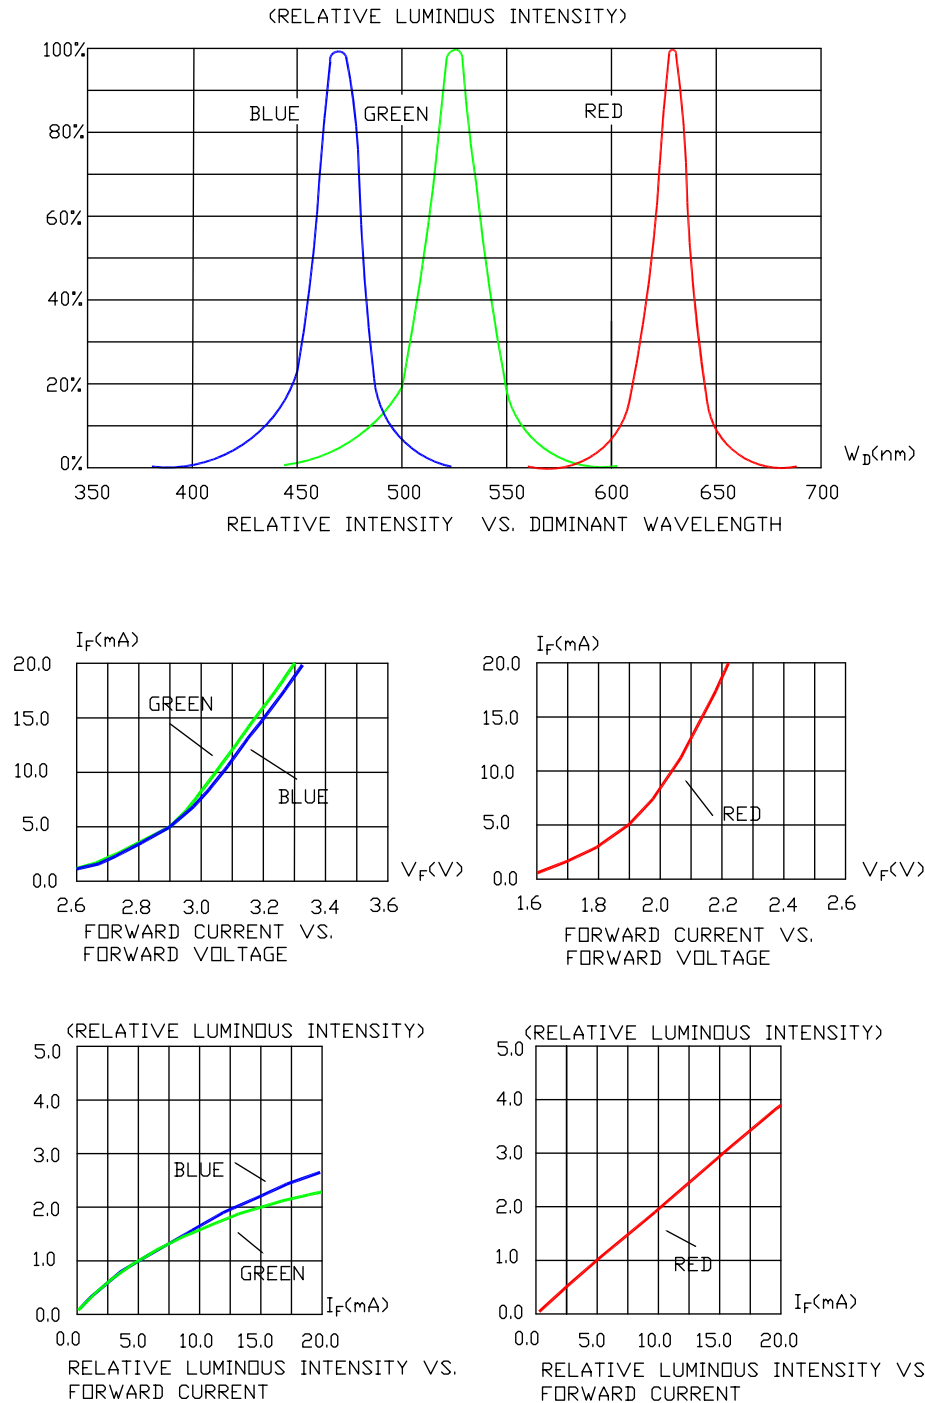 (RELATIVE LUMINOUS INTENSITY)
100%
BLUE
GREEN
RED
80%
60%
40%
20%
0%
W_D(nm)
350 400 450 500 550 600 650 700
RELATIVE INTENSITY VS. DOMINANT WAVELENGTH
I_F(mA)
20.0
GREEN
15.0
10.0
BLUE
5.0
0.0
V_F(V)
2.6 2.8 3.0 3.2 3.4 3.6
FORWARD CURRENT VS.
FORWARD VOLTAGE
I_F(mA)
20.0
15.0
10.0
RED
5.0
0.0
V_F(V)
1.6 1.8 2.0 2.2 2.4 2.6
FORWARD CURRENT VS.
FORWARD VOLTAGE
(RELATIVE LUMINOUS INTENSITY)
5.0
4.0
3.0
BLUE
2.0
1.0
GREEN
0.0
I_F(mA)
0.0 5.0 10.0 15.0 20.0
RELATIVE LUMINOUS INTENSITY VS.
FORWARD CURRENT
(RELATIVE LUMINOUS INTENSITY)
5.0
4.0
3.0
2.0
1.0
RED
0.0
I_F(mA)
0.0 5.0 10.0 15.0 20.0
RELATIVE LUMINOUS INTENSITY VS
FORWARD CURRENT